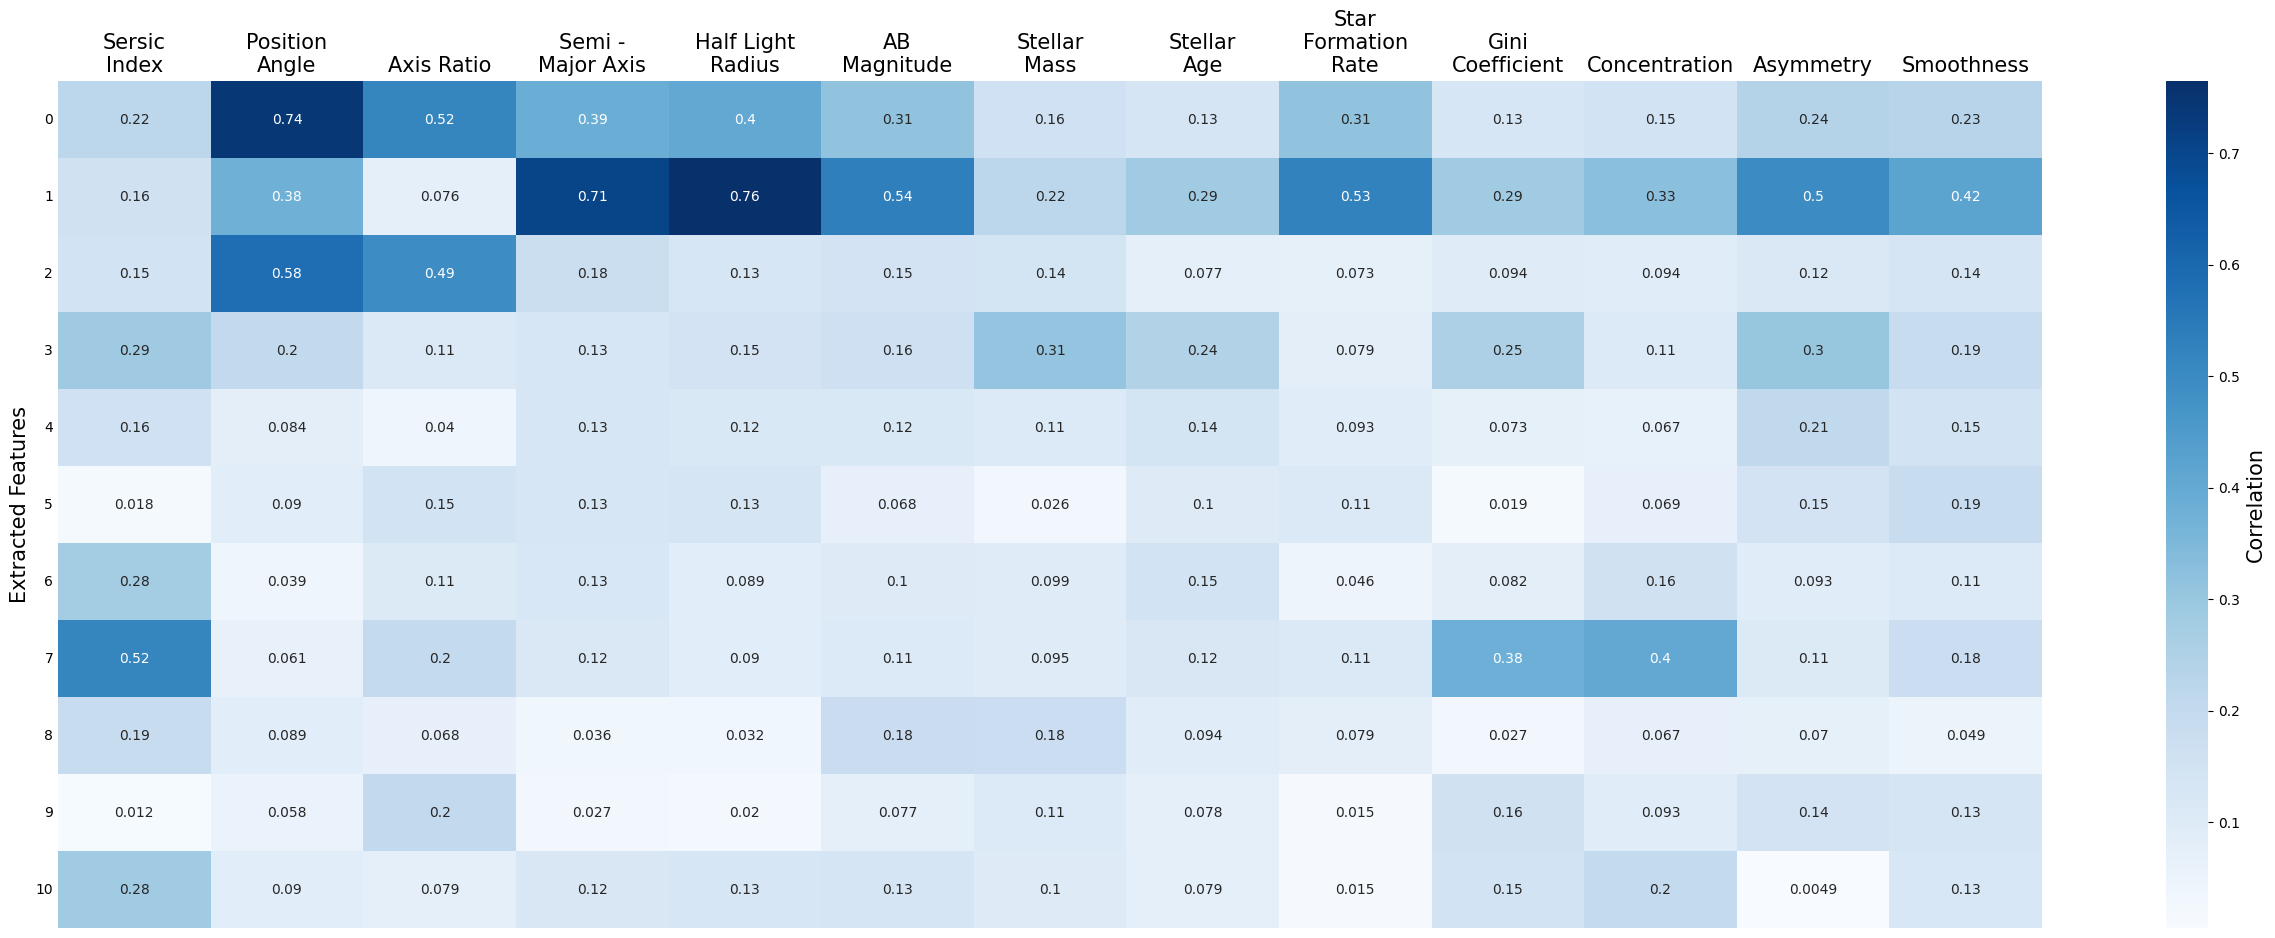 Sersic Index
Position Angle
Axis Ratio
Semi - Major Axis
Half Light Radius
AB Magnitude
Stellar Mass
Stellar Age
Star Formation Rate
Gini Coefficient
Concentration
Asymmetry
Smoothness
Extracted Features
0 0.22 0.74 0.52 0.39 0.4 0.31 0.16 0.13 0.31 0.13 0.15 0.24 0.23
1 0.16 0.38 0.076 0.71 0.76 0.54 0.22 0.29 0.53 0.29 0.33 0.5 0.42
2 0.15 0.58 0.49 0.18 0.13 0.15 0.14 0.077 0.073 0.094 0.094 0.12 0.14
3 0.29 0.2 0.11 0.13 0.15 0.16 0.31 0.24 0.079 0.25 0.11 0.3 0.19
4 0.16 0.084 0.04 0.13 0.12 0.12 0.11 0.14 0.093 0.073 0.067 0.21 0.15
5 0.018 0.09 0.15 0.13 0.13 0.068 0.026 0.1 0.11 0.019 0.069 0.15 0.19
6 0.28 0.039 0.11 0.13 0.089 0.1 0.099 0.15 0.046 0.082 0.16 0.093 0.11
7 0.52 0.061 0.2 0.12 0.09 0.11 0.095 0.12 0.11 0.38 0.4 0.11 0.18
8 0.19 0.089 0.068 0.036 0.032 0.18 0.18 0.094 0.079 0.027 0.067 0.07 0.049
9 0.012 0.058 0.2 0.027 0.02 0.077 0.11 0.078 0.015 0.16 0.093 0.14 0.13
10 0.28 0.09 0.079 0.12 0.13 0.13 0.1 0.079 0.015 0.15 0.2 0.0049 0.13
0.7
0.6
0.5
0.4
0.3
0.2
0.1
Correlation